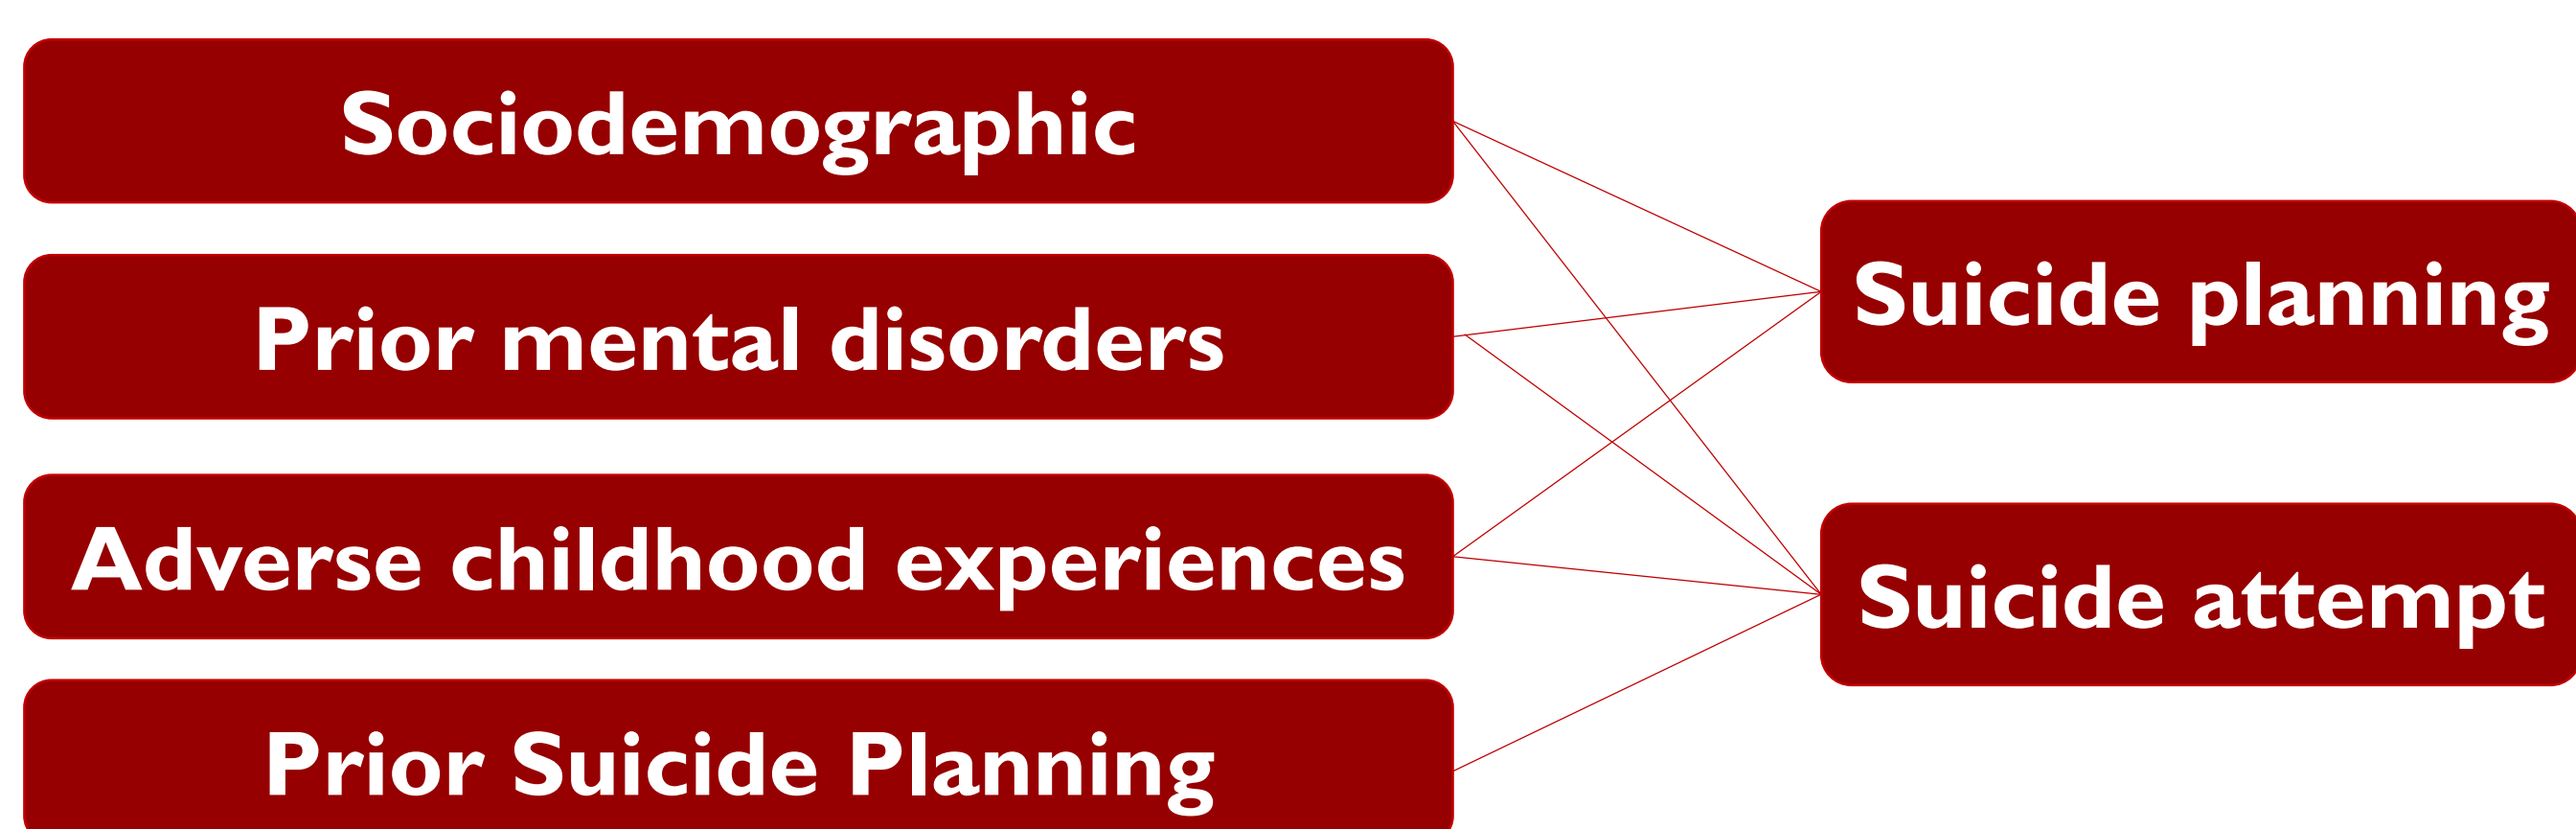 Sociodemographic
Prior mental disorders
Adverse childhood experiences
Prior Suicide Planning
Suicide planning
Suicide attempt